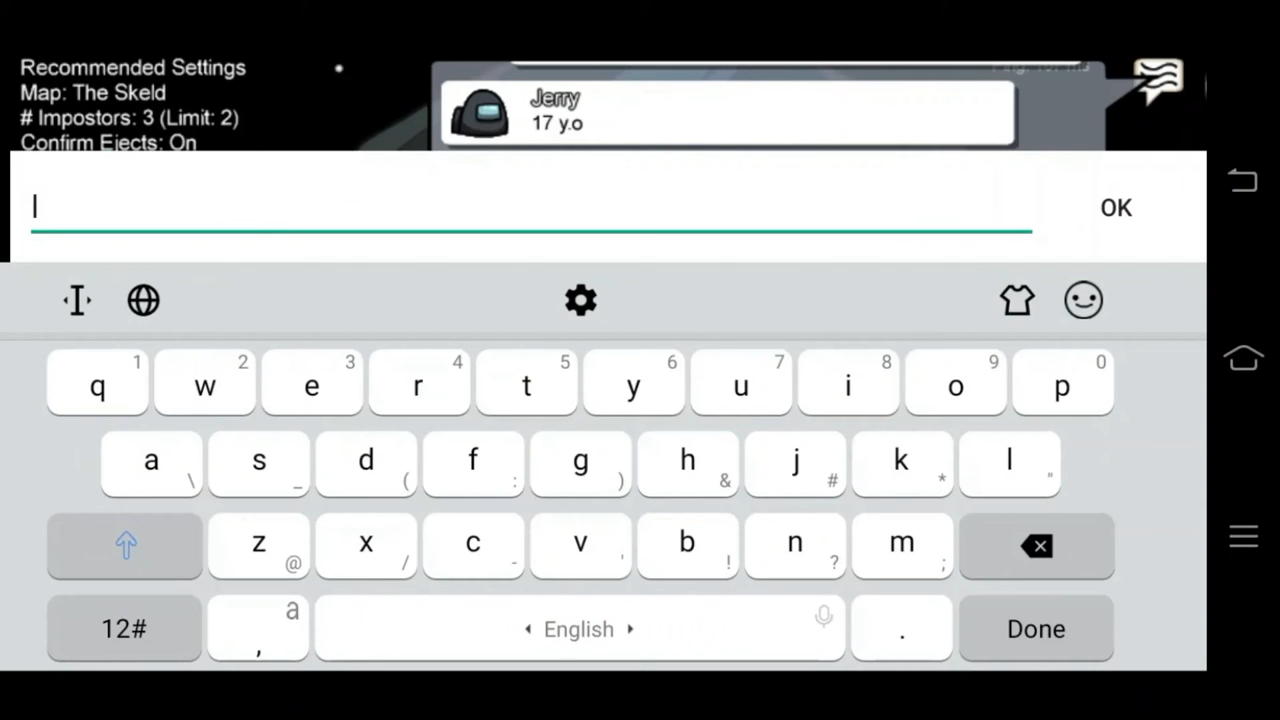 Recommended Settings
Map: The Skeld
# Impostors: 3 (Limit: 2)
Confirm Ejects: On
Jerry
17 y.o
OK
1 2 3 4 5 6 7 8 9 0
q w e r t y u i o p
a s d f g h j k l
\ _ ( : ) & # * "
z x c v b n m
@ / - ' ! ? ;
12# a , English . Done